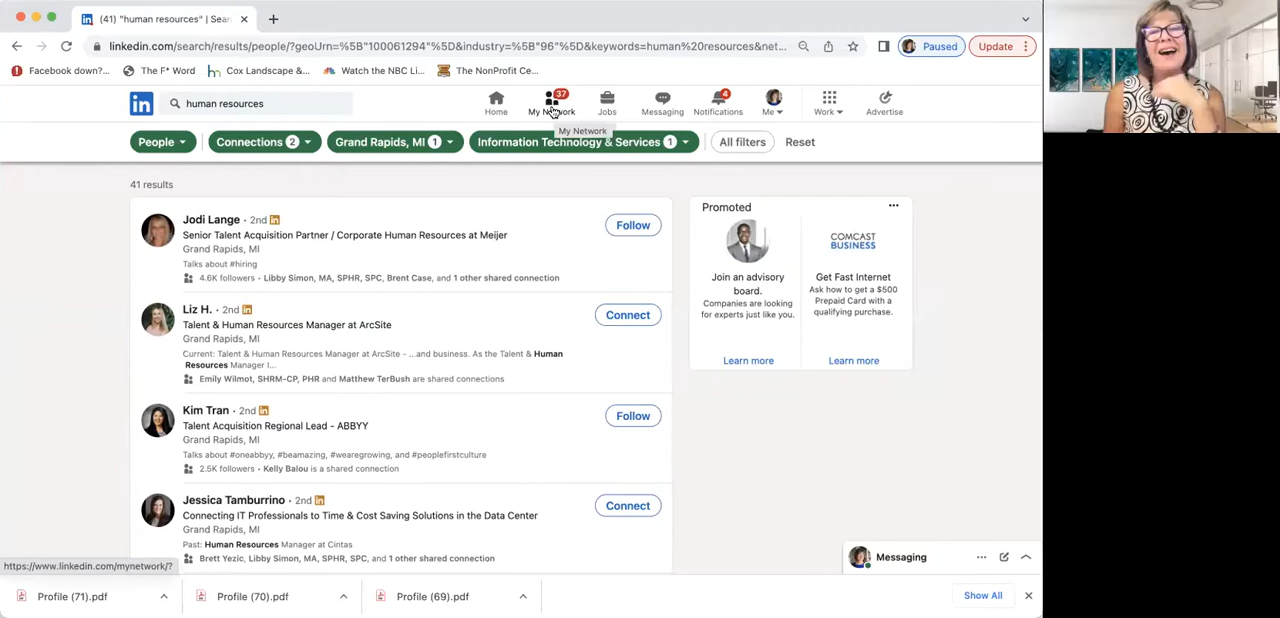 (41) "human resources" | Sear
linkedin.com/search/results/people/?geoUrn=%5B"100061294"%5D&industry=%5B"96"%5D&keywords=human%20resources&net...
Paused
Update
Facebook down?...
The F* Word
Cox Landscape &...
Watch the NBC Li...
The NonProfit Ce...
in
human resources
37
4
Home
My Network
Jobs
Messaging
Notifications
Me
Work
Advertise
My Network
People
Connections 2
Grand Rapids, MI 1
Information Technology & Services 1
All filters
Reset
41 results
Jodi Lange • 2nd in
Senior Talent Acquisition Partner / Corporate Human Resources at Meijer
Grand Rapids, MI
Talks about #hiring
4.6K followers • Libby Simon, MA, SPHR, SPC, Brent Case, and 1 other shared connection
Follow
Liz H. • 2nd in
Talent & Human Resources Manager at ArcSite
Grand Rapids, MI
Current: Talent & Human Resources Manager at ArcSite - ...and business. As the Talent & Human
Resources Manager I...
Emily Wilmot, SHRM-CP, PHR and Matthew TerBush are shared connections
Connect
Kim Tran • 2nd in
Talent Acquisition Regional Lead - ABBYY
Grand Rapids, MI
Talks about #oneabbyy, #beamazing, #wearegrowing, and #peoplefirstculture
2.5K followers • Kelly Balou is a shared connection
Follow
Jessica Tamburrino • 2nd in
Connecting IT Professionals to Time & Cost Saving Solutions in the Data Center
Grand Rapids, MI
Past: Human Resources Manager at Cintas
Brett Yezic, Libby Simon, MA, SPHR, SPC, and 1 other shared connection
Connect
Promoted
Join an advisory
board.
Companies are looking
for experts just like you.
Learn more
COMCAST
BUSINESS
Get Fast Internet
Ask how to get a $500
Prepaid Card with a
qualifying purchase.
Learn more
Messaging
https://www.linkedin.com/mynetwork/?
Profile (71).pdf
Profile (70).pdf
Profile (69).pdf
Show All